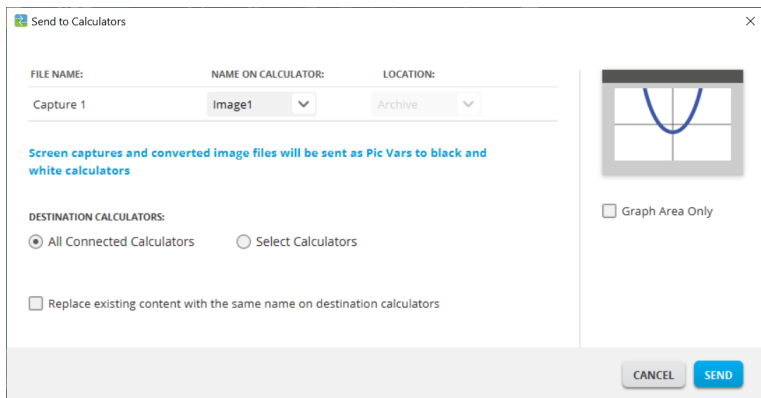 Send to Calculators
FILE NAME: NAME ON CALCULATOR: LOCATION:
Capture 1 Image1 Archive
Screen captures and converted image files will be sent as Pic Vars to black and
white calculators
Graph Area Only
DESTINATION CALCULATORS:
All Connected Calculators Select Calculators
Replace existing content with the same name on destination calculators
CANCEL SEND